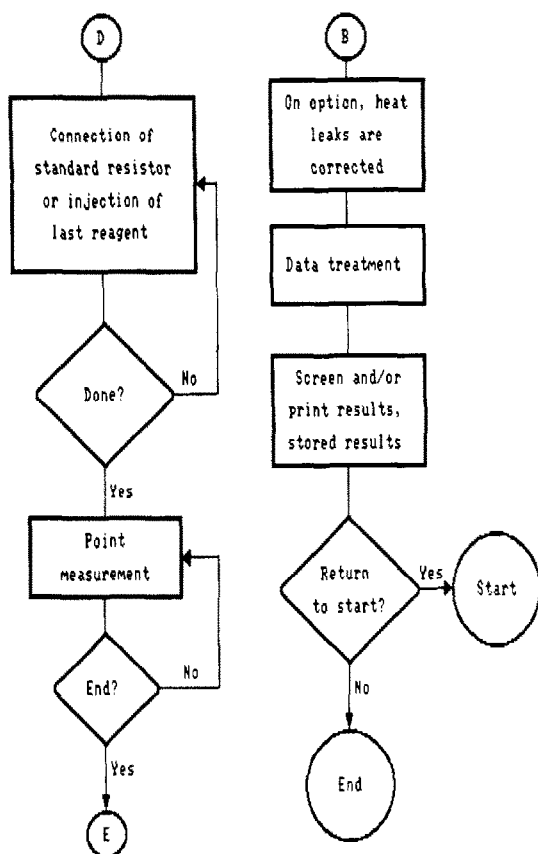 D
Connection of
standard resistor
or injection of
last reagent
Done?
No
Yes
Point
measurement
End?
No
Yes
E
B
On option, heat
leaks are
corrected
Data treatment
Screen and/or
print results,
stored results
Return
to start?
Yes
Start
No
End